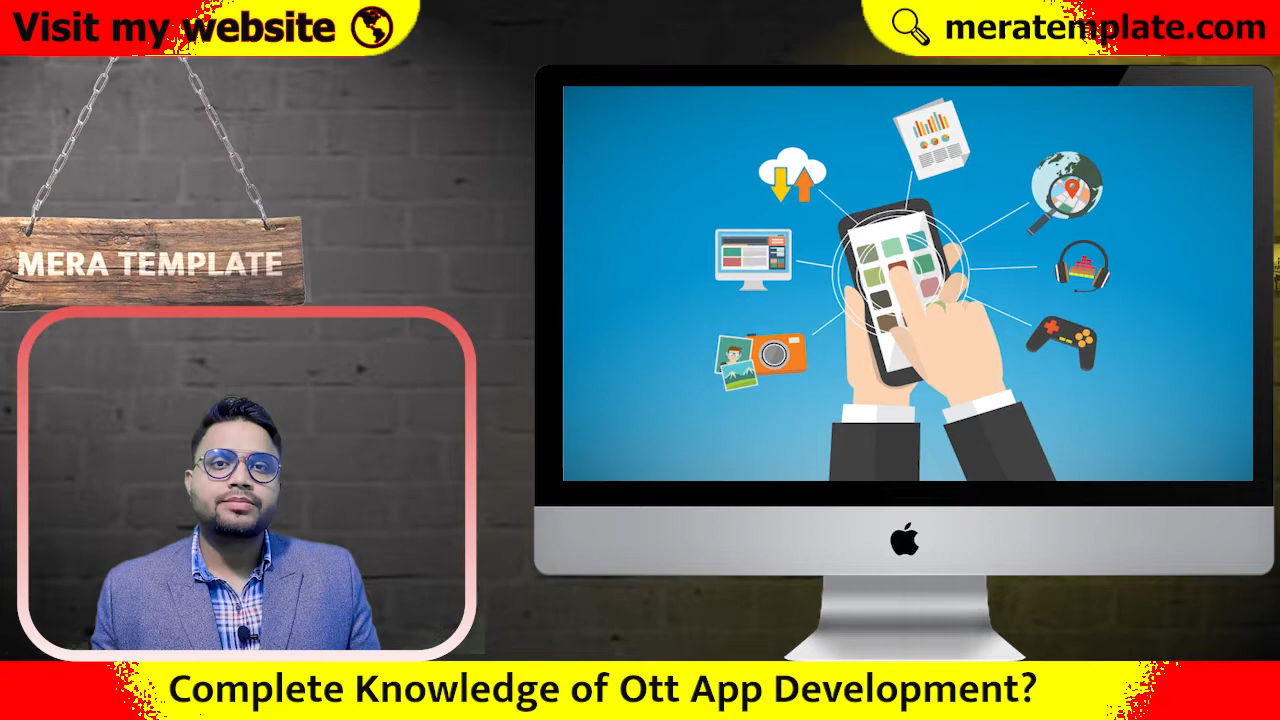 Visit my website
meratemplate.com
MERA TEMPLATE
Complete Knowledge of Ott App Development?